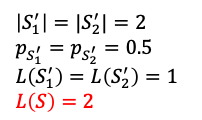 |S′₁| = |S′₂| = 2
p_{S′₁} = p_{S′₂} = 0.5
L(S′₁) = L(S′₂) = 1
L(S) = 2